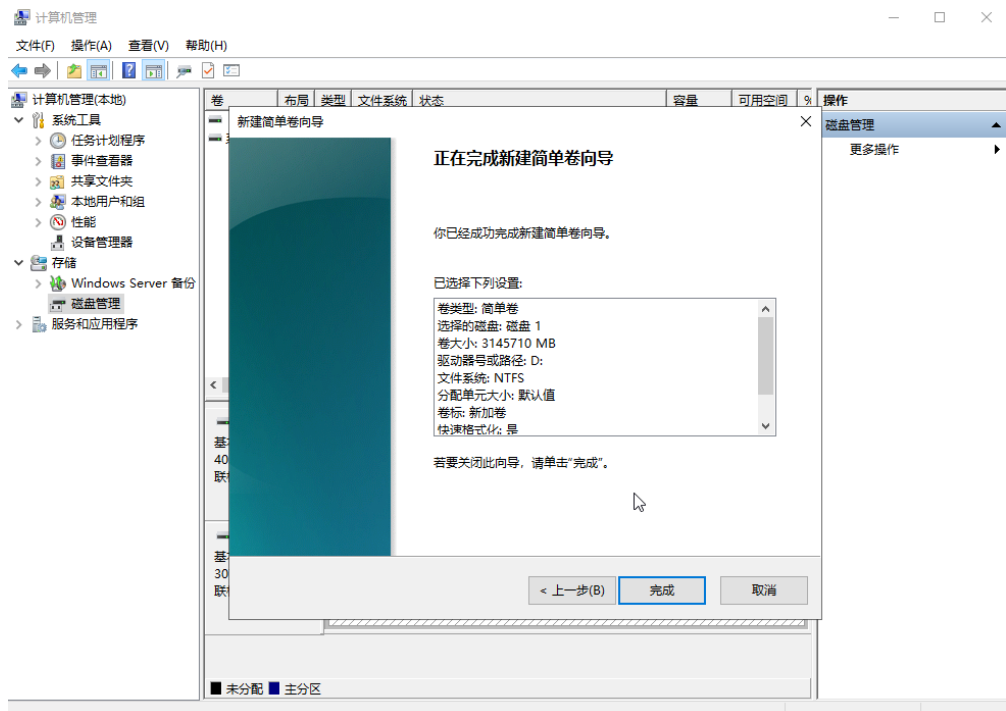 计算机管理
文件(F) 操作(A) 查看(V) 帮助(H)
计算机管理(本地)
系统工具
任务计划程序
事件查看器
共享文件夹
本地用户和组
性能
设备管理器
存储
Windows Server 备份
磁盘管理
服务和应用程序
卷 布局 类型 文件系统 状态 容量 可用空间 %
操作
磁盘管理
更多操作
新建简单卷向导
正在完成新建简单卷向导
你已经成功完成新建简单卷向导。
已选择下列设置:
卷类型: 简单卷
选择的磁盘: 磁盘 1
卷大小: 3145710 MB
驱动器号或路径: D:
文件系统: NTFS
分配单元大小: 默认值
卷标: 新加卷
快速格式化: 是
若要关闭此向导，请单击"完成"。
< 上一步(B) 完成 取消
基
40
联
基
30
联
未分配 主分区